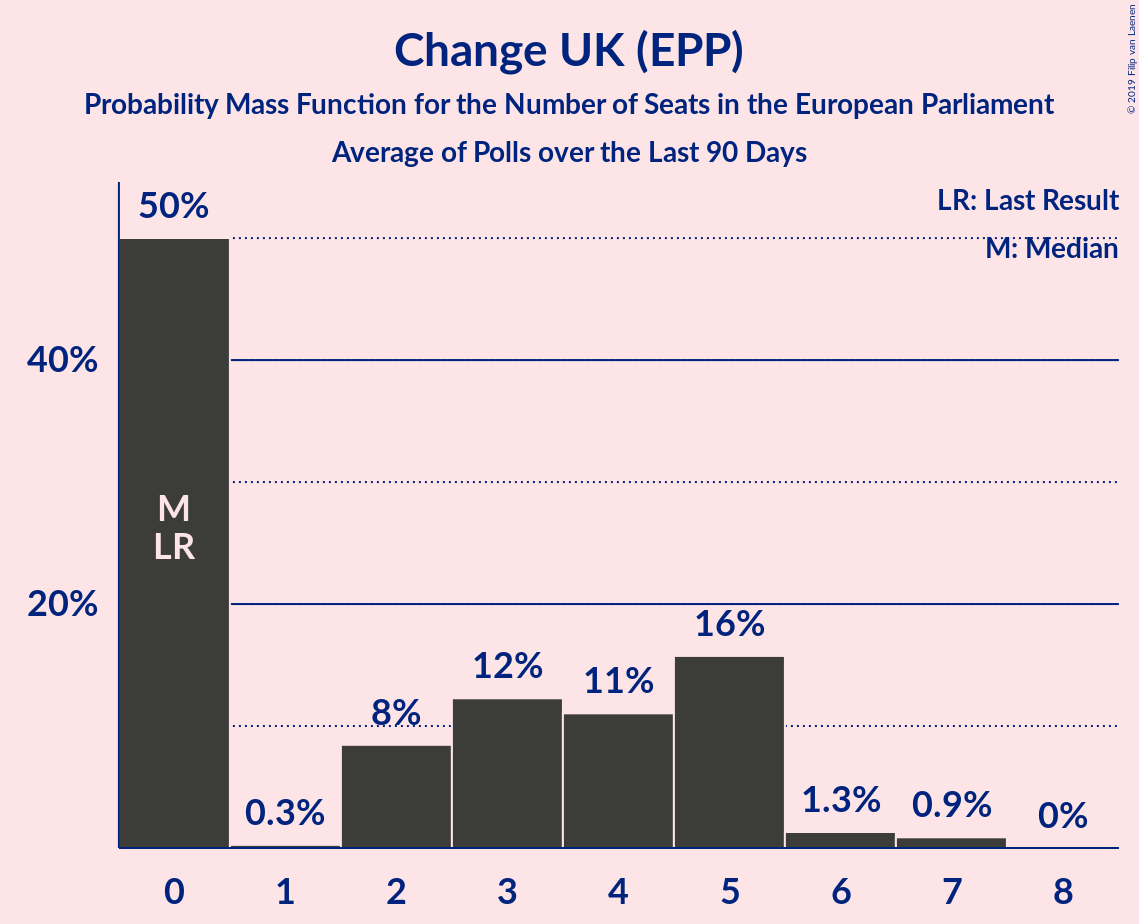 Change UK (EPP)
Probability Mass Function for the Number of Seats in the European Parliament
Average of Polls over the Last 90 Days
© 2019 Filip van Laenen
LR: Last Result
M: Median
50%
40%
20%
M
LR
0.3%
8%
12%
11%
16%
1.3%
0.9%
0%
0 1 2 3 4 5 6 7 8